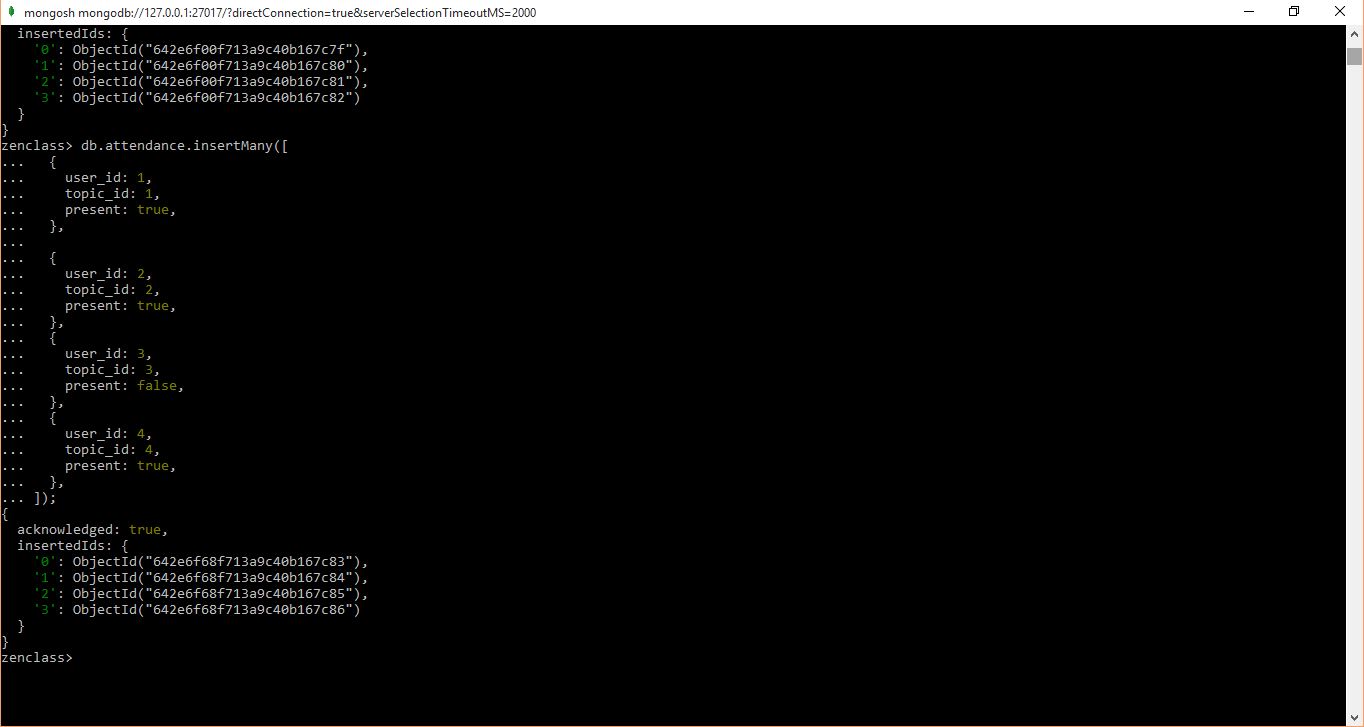 mongosh mongodb://127.0.0.1:27017/?directConnection=true&serverSelectionTimeoutMS=2000
  insertedIds: {
    '0': ObjectId("642e6f00f713a9c40b167c7f"),
    '1': ObjectId("642e6f00f713a9c40b167c80"),
    '2': ObjectId("642e6f00f713a9c40b167c81"),
    '3': ObjectId("642e6f00f713a9c40b167c82")
  }
}
zenclass> db.attendance.insertMany([
...   {
...     user_id: 1,
...     topic_id: 1,
...     present: true,
...   },
...
...   {
...     user_id: 2,
...     topic_id: 2,
...     present: true,
...   },
...   {
...     user_id: 3,
...     topic_id: 3,
...     present: false,
...   },
...   {
...     user_id: 4,
...     topic_id: 4,
...     present: true,
...   },
... ]);
{
  acknowledged: true,
  insertedIds: {
    '0': ObjectId("642e6f68f713a9c40b167c83"),
    '1': ObjectId("642e6f68f713a9c40b167c84"),
    '2': ObjectId("642e6f68f713a9c40b167c85"),
    '3': ObjectId("642e6f68f713a9c40b167c86")
  }
}
zenclass>